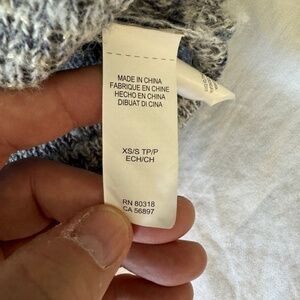 MADE IN CHINA
FABRIQUE EN CHINE
HECHO EN CHINA
DIBUAT DI CINA
XS/S TP/P
ECH/CH
RN 80318
CA 56897